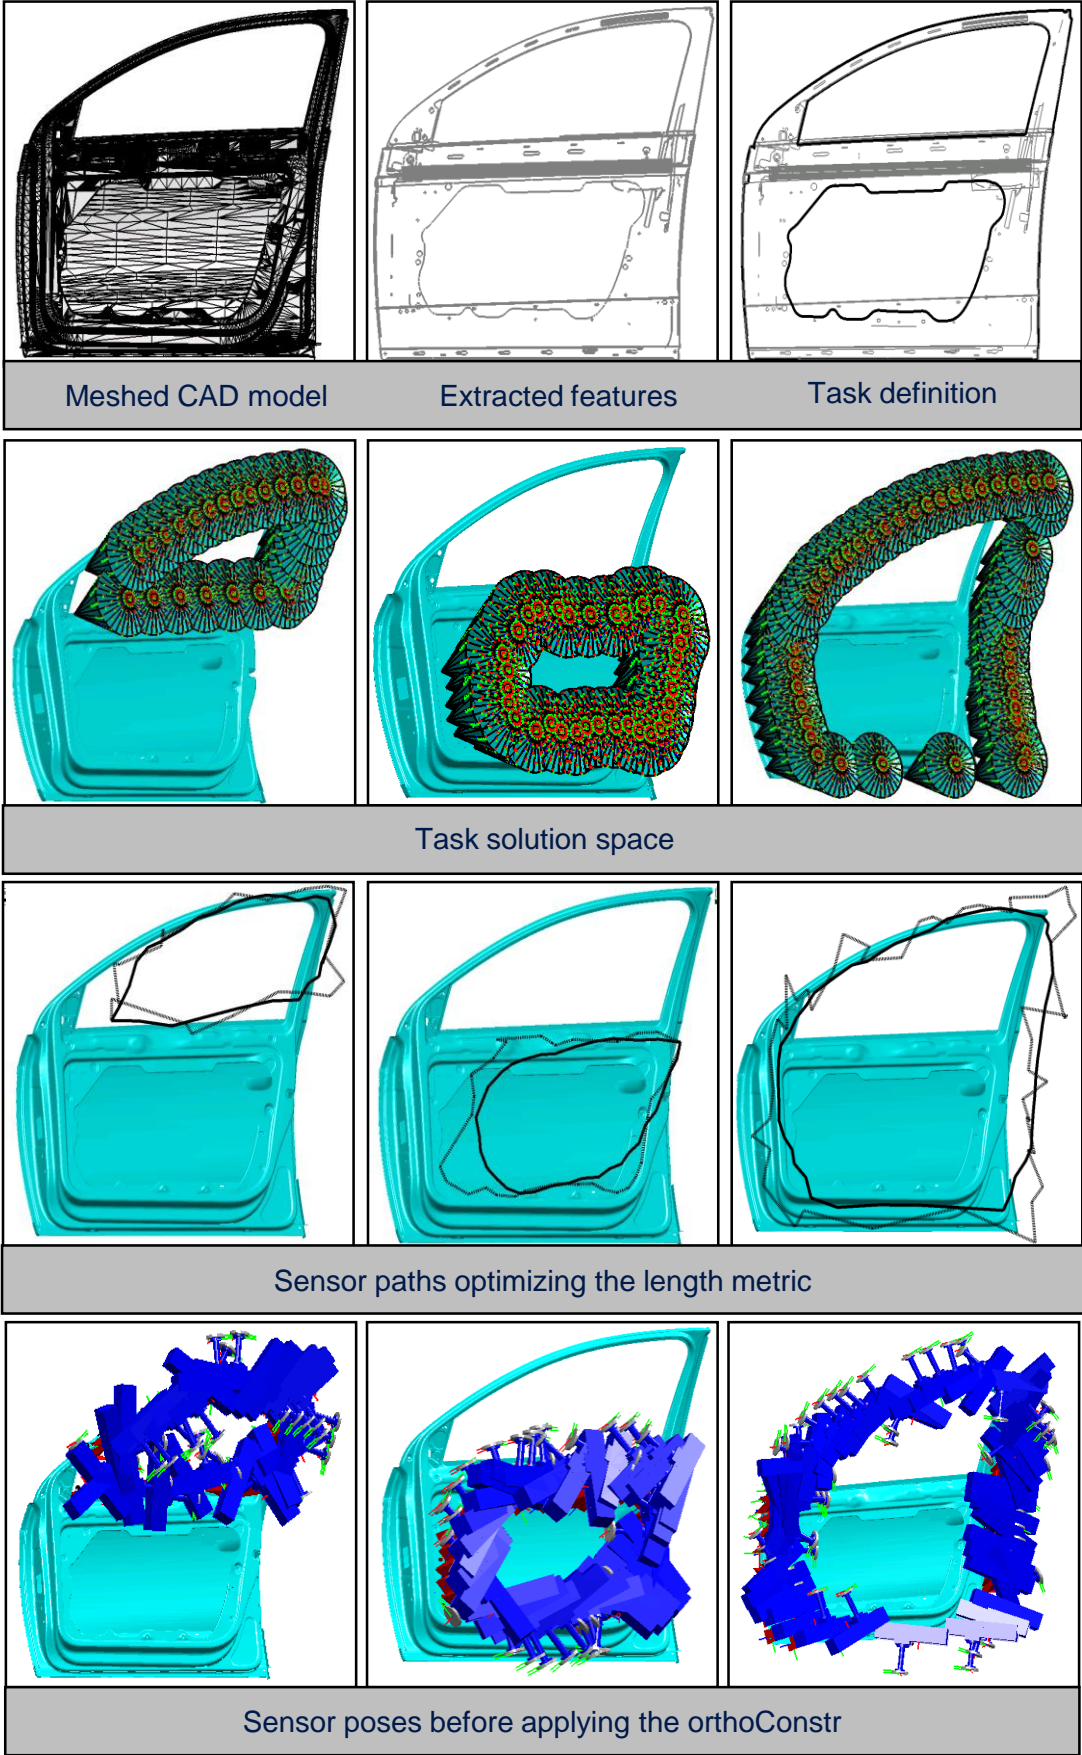 Meshed CAD model
Extracted features
Task definition
Task solution space
Sensor paths optimizing the length metric
Sensor poses before applying the orthoConstr